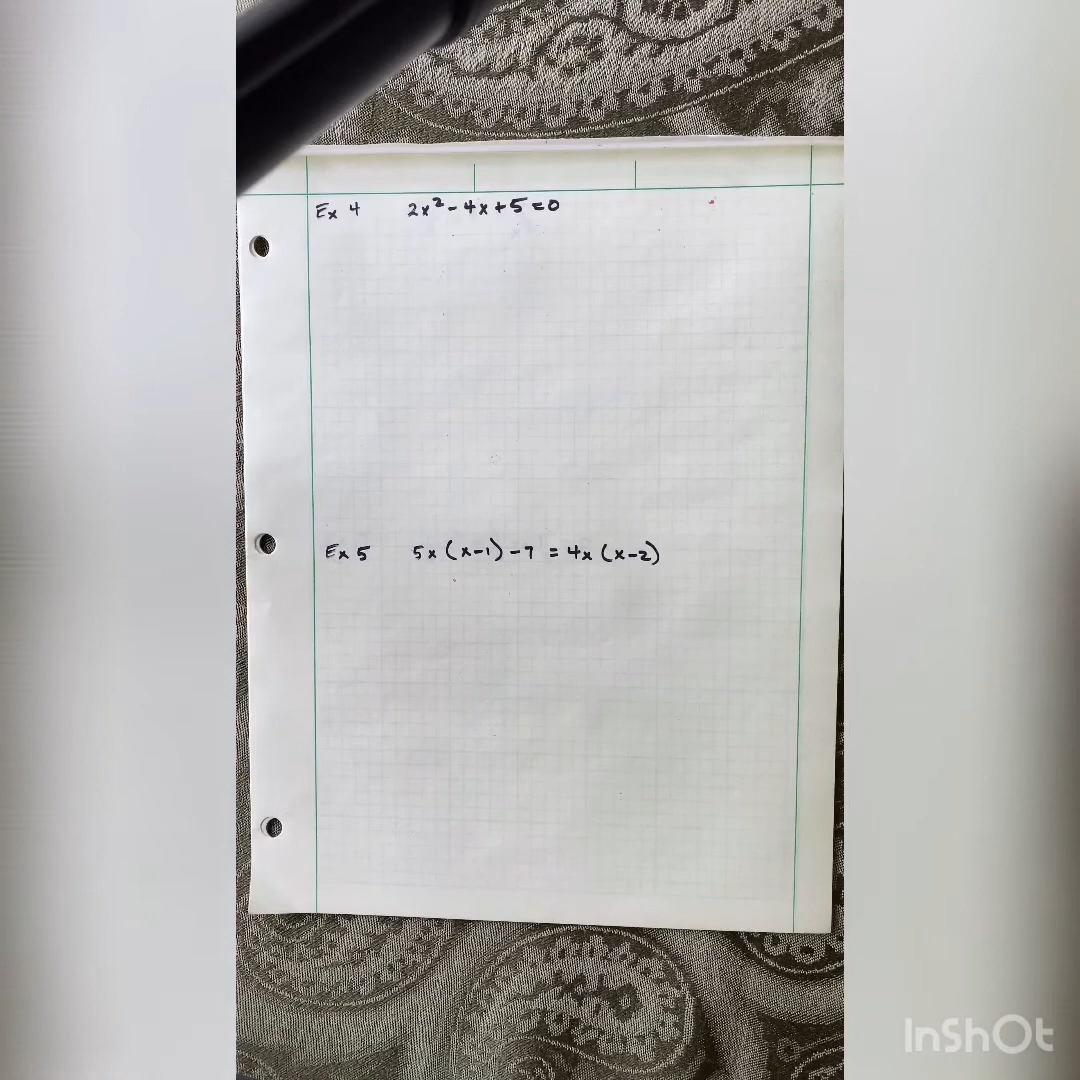 Ex 4 2x² - 4x + 5 = 0
Ex 5 5x (x-1) - 7 = 4x (x-2)
InShOt